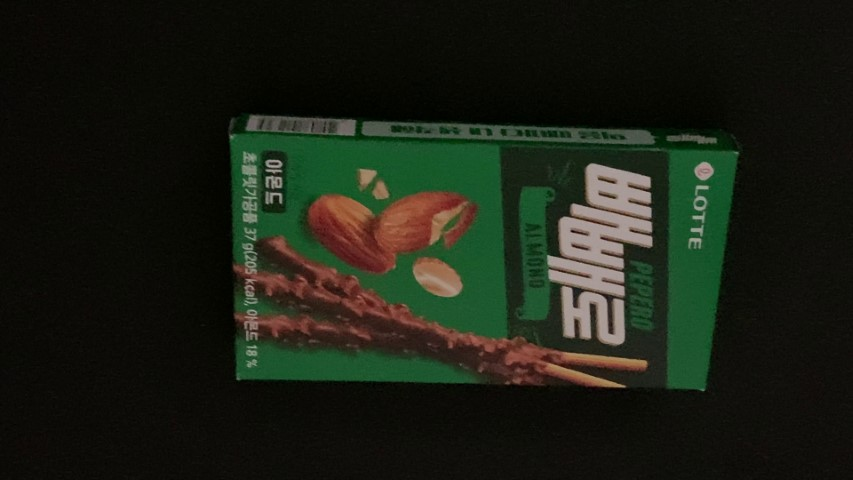 LOTTE
PEPERO
빼빼로
ALMOND
아몬드
초콜릿가공품 37 g(205 kcal), 아몬드 18 %